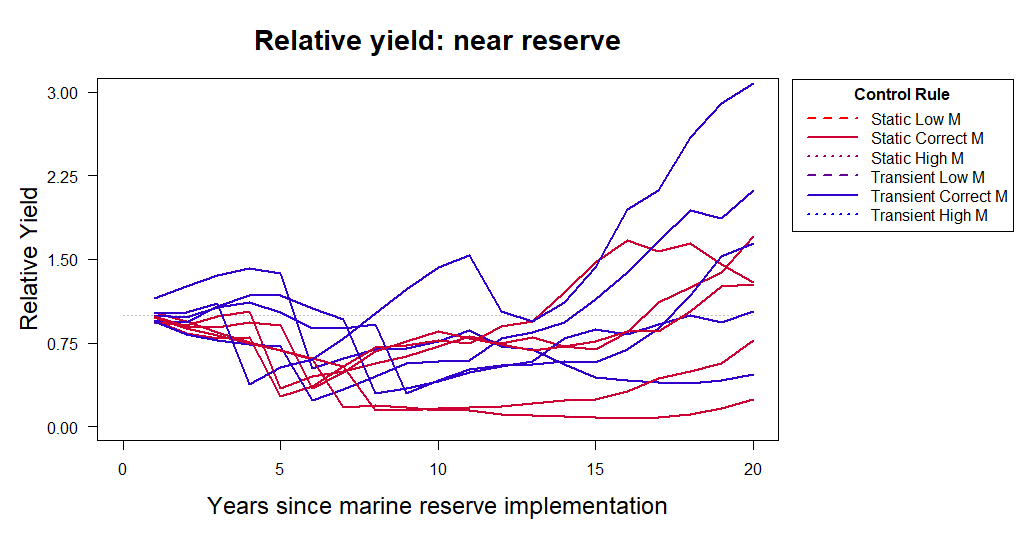 Relative yield: near reserve
3.00
2.25
1.50
0.75
0.00
Relative Yield
0
5
10
15
20
Years since marine reserve implementation
Control Rule
Static Low M
Static Correct M
Static High M
Transient Low M
Transient Correct M
Transient High M